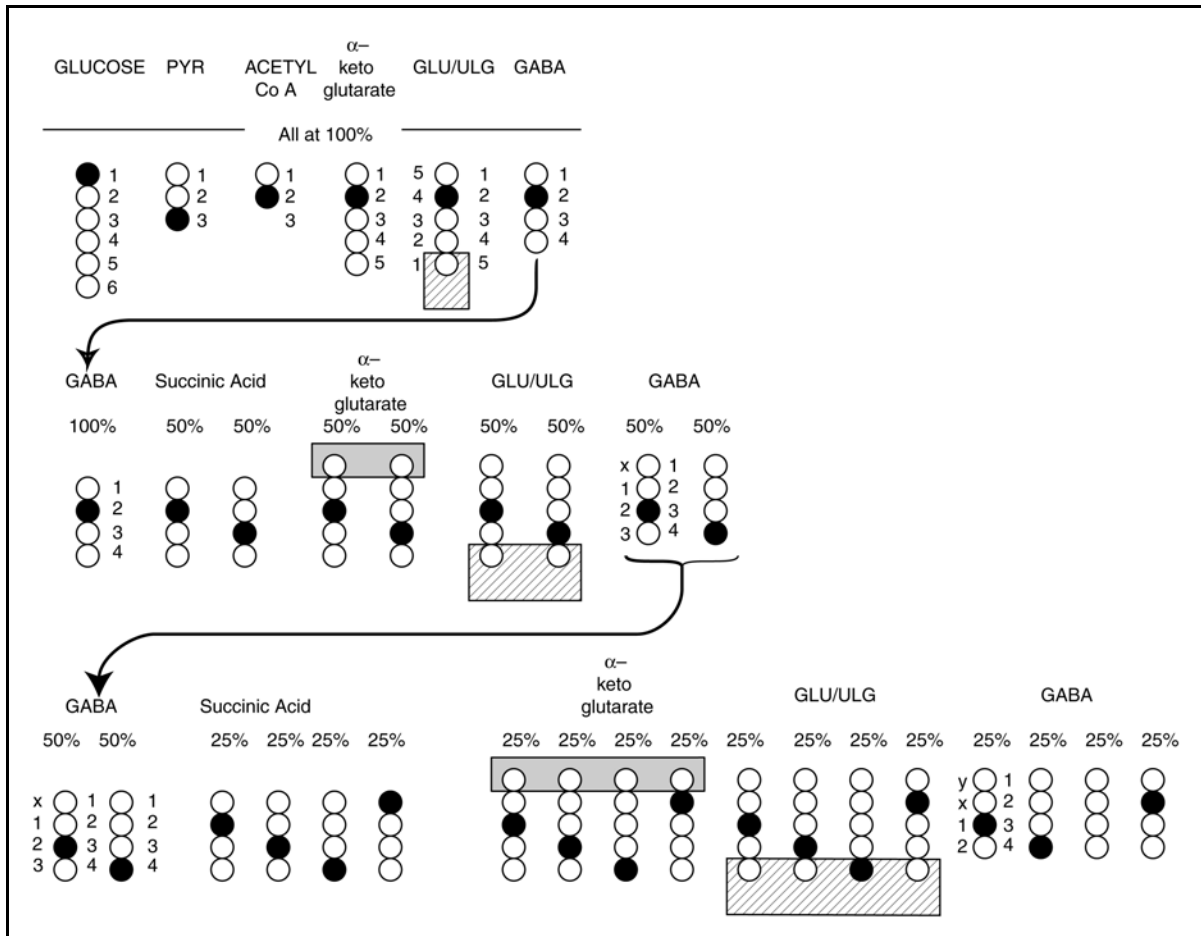 α–
keto
glutarate
GLUCOSE PYR ACETYL Co A GLU/ULG GABA
All at 100%
1 1 1 1 5 1 1
2 2 2 2 4 2 2
3 3 3 3 3 3 3
4 4 2 4 4
5 5 1 5
6
α–
keto
glutarate
GABA Succinic Acid GLU/ULG GABA
100% 50% 50% 50% 50% 50% 50% 50% 50%
x 1
1 1 2
2 2 3
3 3 4
4
α–
keto
glutarate
GABA Succinic Acid GLU/ULG GABA
50% 50% 25% 25% 25% 25% 25% 25% 25% 25% 25% 25% 25% 25% 25% 25% 25% 25%
y 1
x 1 1 x 2
1 2 2 1 3
2 3 3 2 4
3 4 4